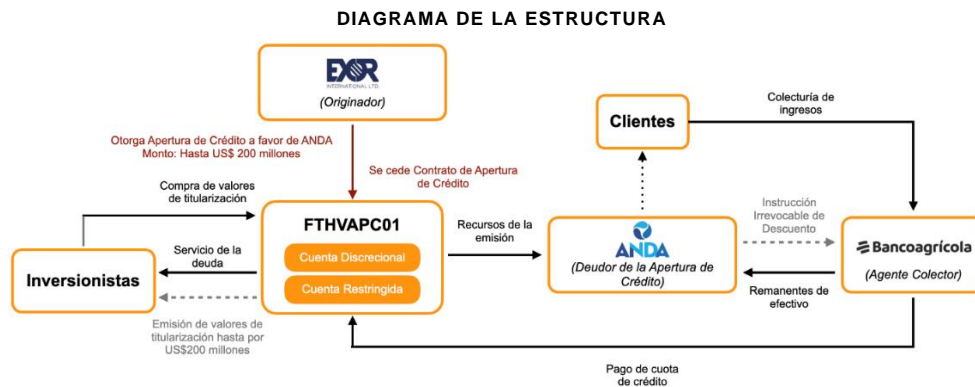 DIAGRAMA DE LA ESTRUCTURA
EXOR
INTERNATIONAL LTD.
(Originador)
Otorga Apertura de Crédito a favor de ANDA
Monto: Hasta US$ 200 millones
Se cede Contrato de Apertura
de Crédito
Clientes
Colecturía de
ingresos
Compra de valores
de titularización
FTHVAPC01
Cuenta Discrecional
Cuenta Restringida
Recursos de la
emisión
ANDA
(Deudor de la Apertura de
Crédito)
Instrucción
Irrevocable de
Descuento
Bancoagrícola
(Agente Colector)
Inversionistas
Servicio de la
deuda
Remanentes de
efectivo
Emisión de valores de
titularización hasta por
US$200 millones
Pago de cuota
de crédito